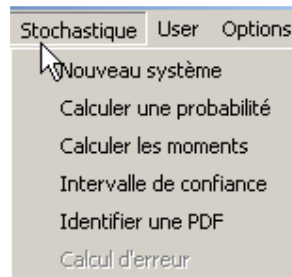 Stochastique User Options
Nouveau système
Calculer une probabilité
Calculer les moments
Intervalle de confiance
Identifier une PDF
Calcul d'erreur